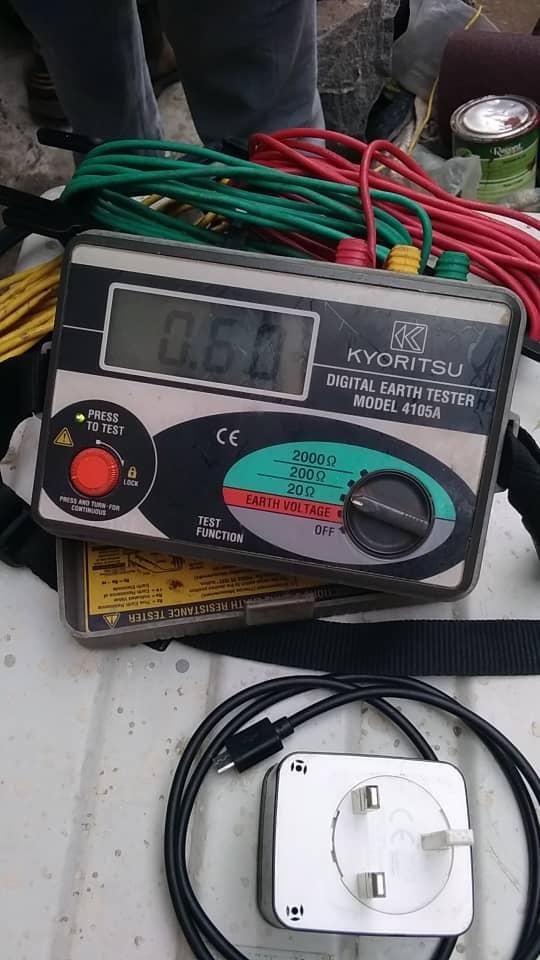 0.60
KYORITSU
DIGITAL EARTH TESTER
MODEL 4105A
PRESS
TO TEST
LOCK
PRESS AND TURN FOR
CONTINUOUS
CE
2000Ω
200Ω
20Ω
EARTH VOLTAGE
OFF
TEST
FUNCTION
EARTH RESISTANCE TESTER
CE